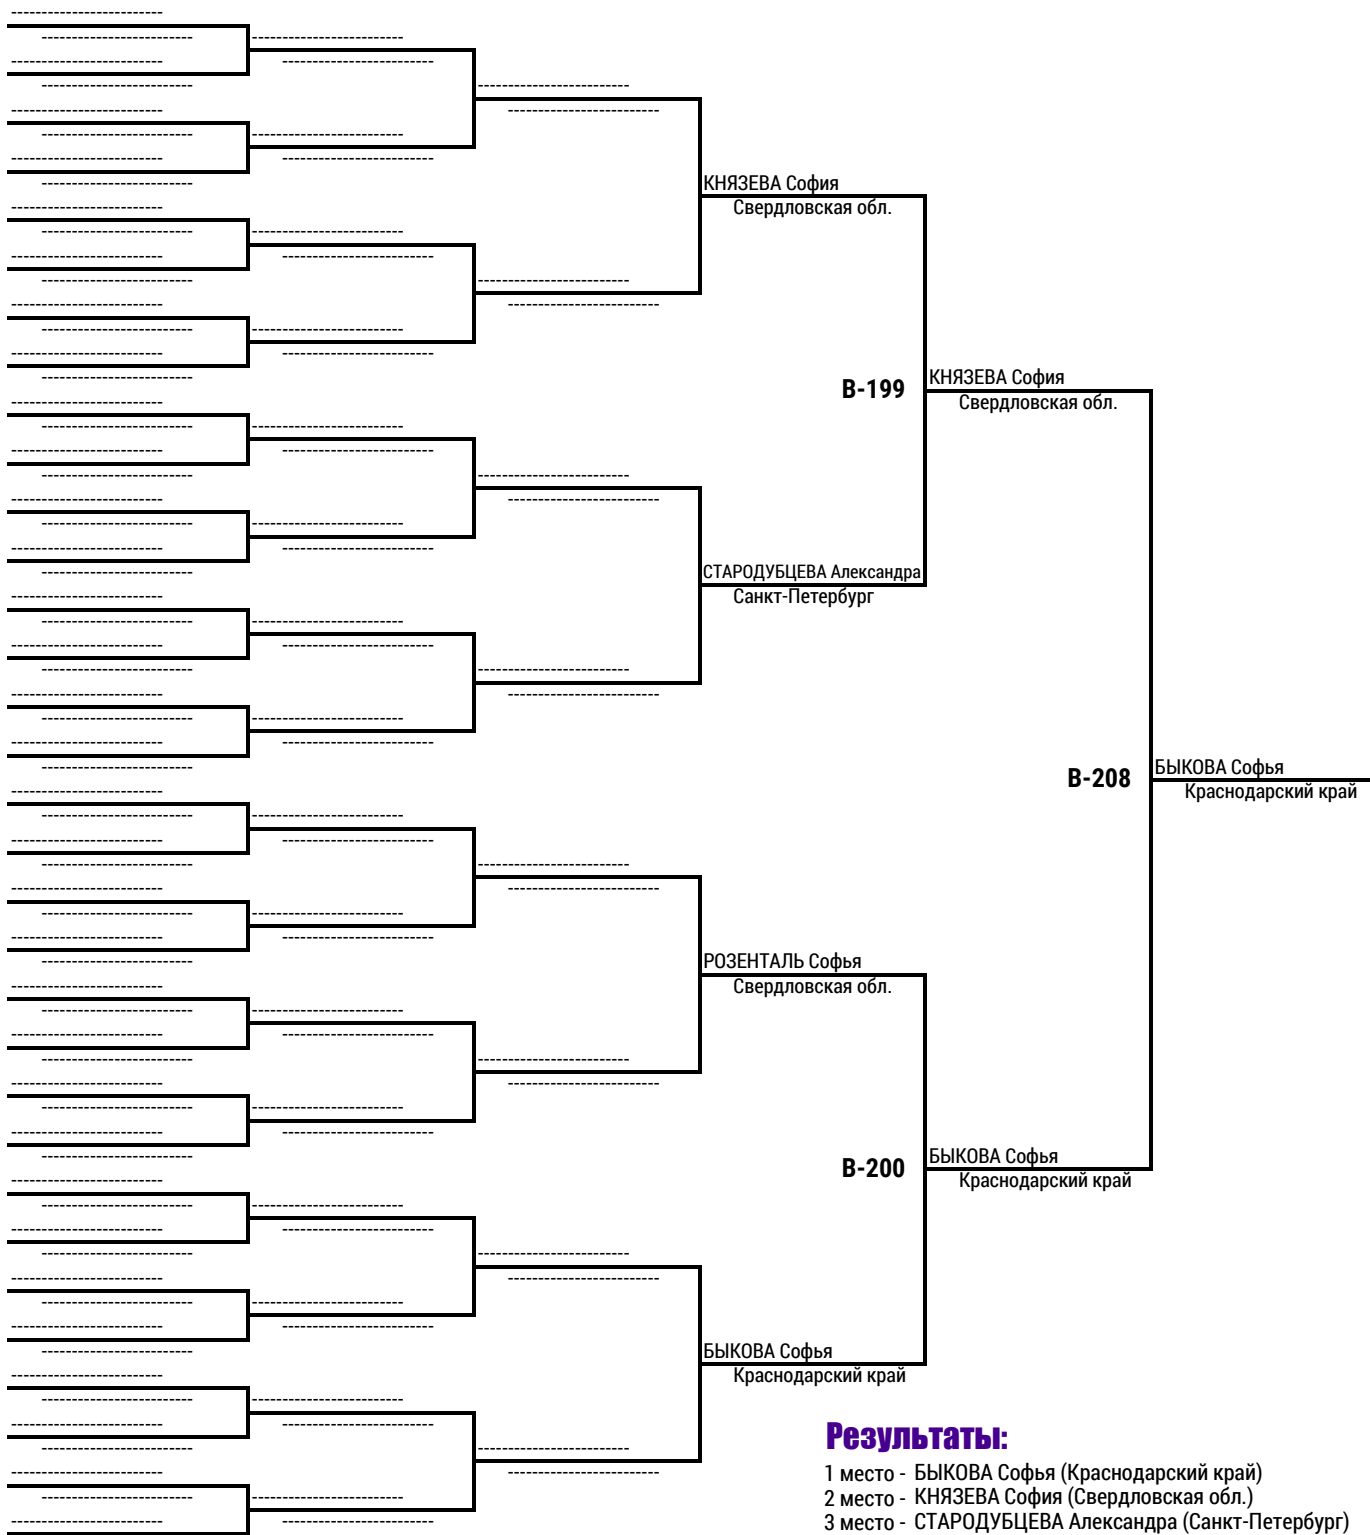 КНЯЗЕВА София
Свердловская обл.
В-199
КНЯЗЕВА София
Свердловская обл.
СТАРОДУБЦЕВА Александра
Санкт-Петербург
В-208
БЫКОВА Софья
Краснодарский край
РОЗЕНТАЛЬ Софья
Свердловская обл.
В-200
БЫКОВА Софья
Краснодарский край
БЫКОВА Софья
Краснодарский край
Результаты:
1 место - БЫКОВА Софья (Краснодарский край)
2 место - КНЯЗЕВА София (Свердловская обл.)
3 место - СТАРОДУБЦЕВА Александра (Санкт-Петербург)